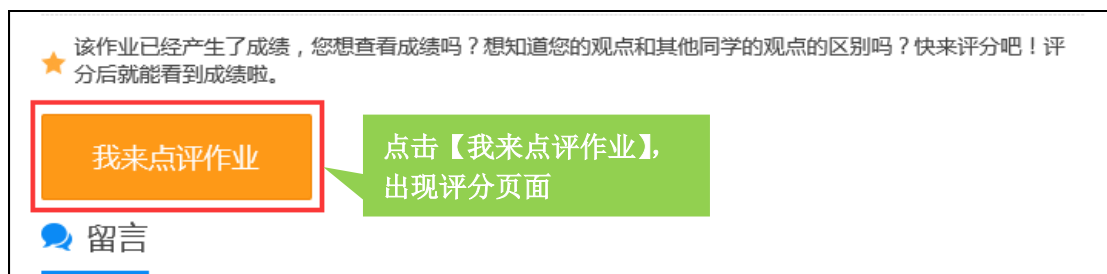 该作业已经产生了成绩，您想查看成绩吗？想知道您的观点和其他同学的观点的区别吗？快来评分吧！评
分后就能看到成绩啦。
我来点评作业
点击【我来点评作业】，
出现评分页面
留言